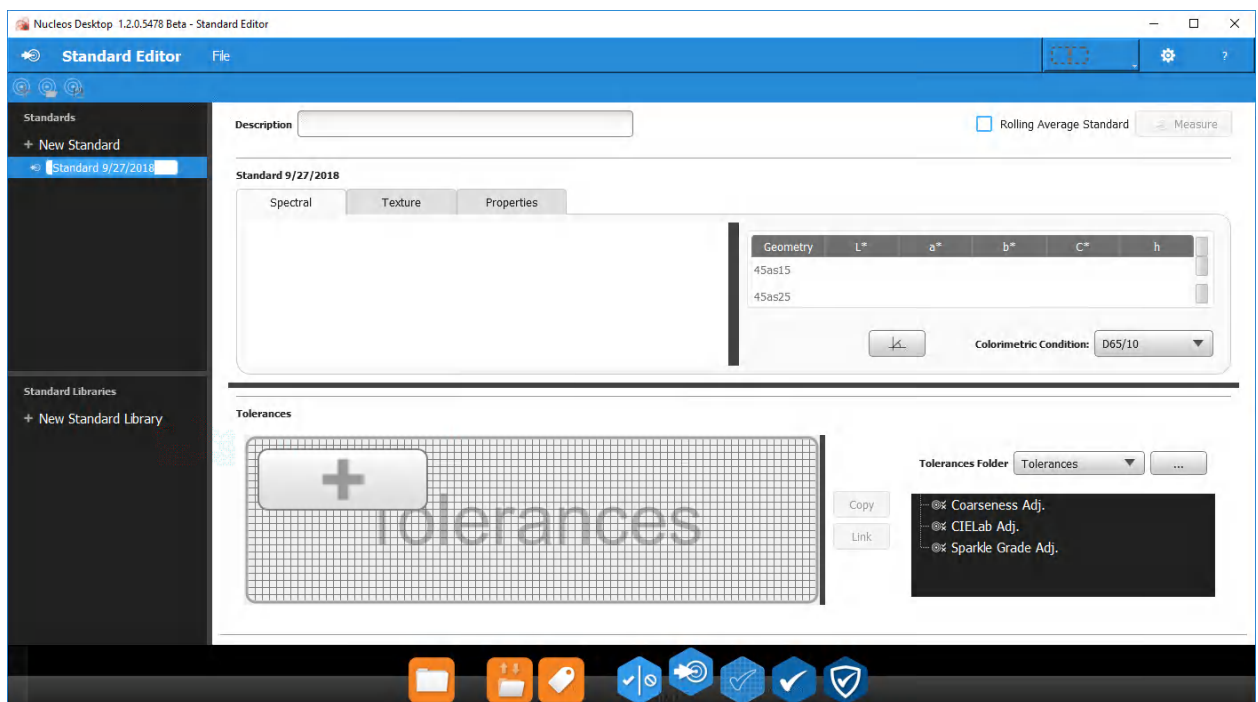 Nucleos Desktop 1.2.0.5478 Beta - Standard Editor
Standard Editor File
?
Standards
+ New Standard
Standard 9/27/2018
Standard Libraries
+ New Standard Library
Description
Rolling Average Standard Measure
Standard 9/27/2018
Spectral Texture Properties
Geometry L* a* b* C* h
45as15
45as25
Colorimetric Condition: D65/10
Tolerances
Tolerances
Copy
Link
Tolerances Folder Tolerances ...
Coarseness Adj.
CIELab Adj.
Sparkle Grade Adj.